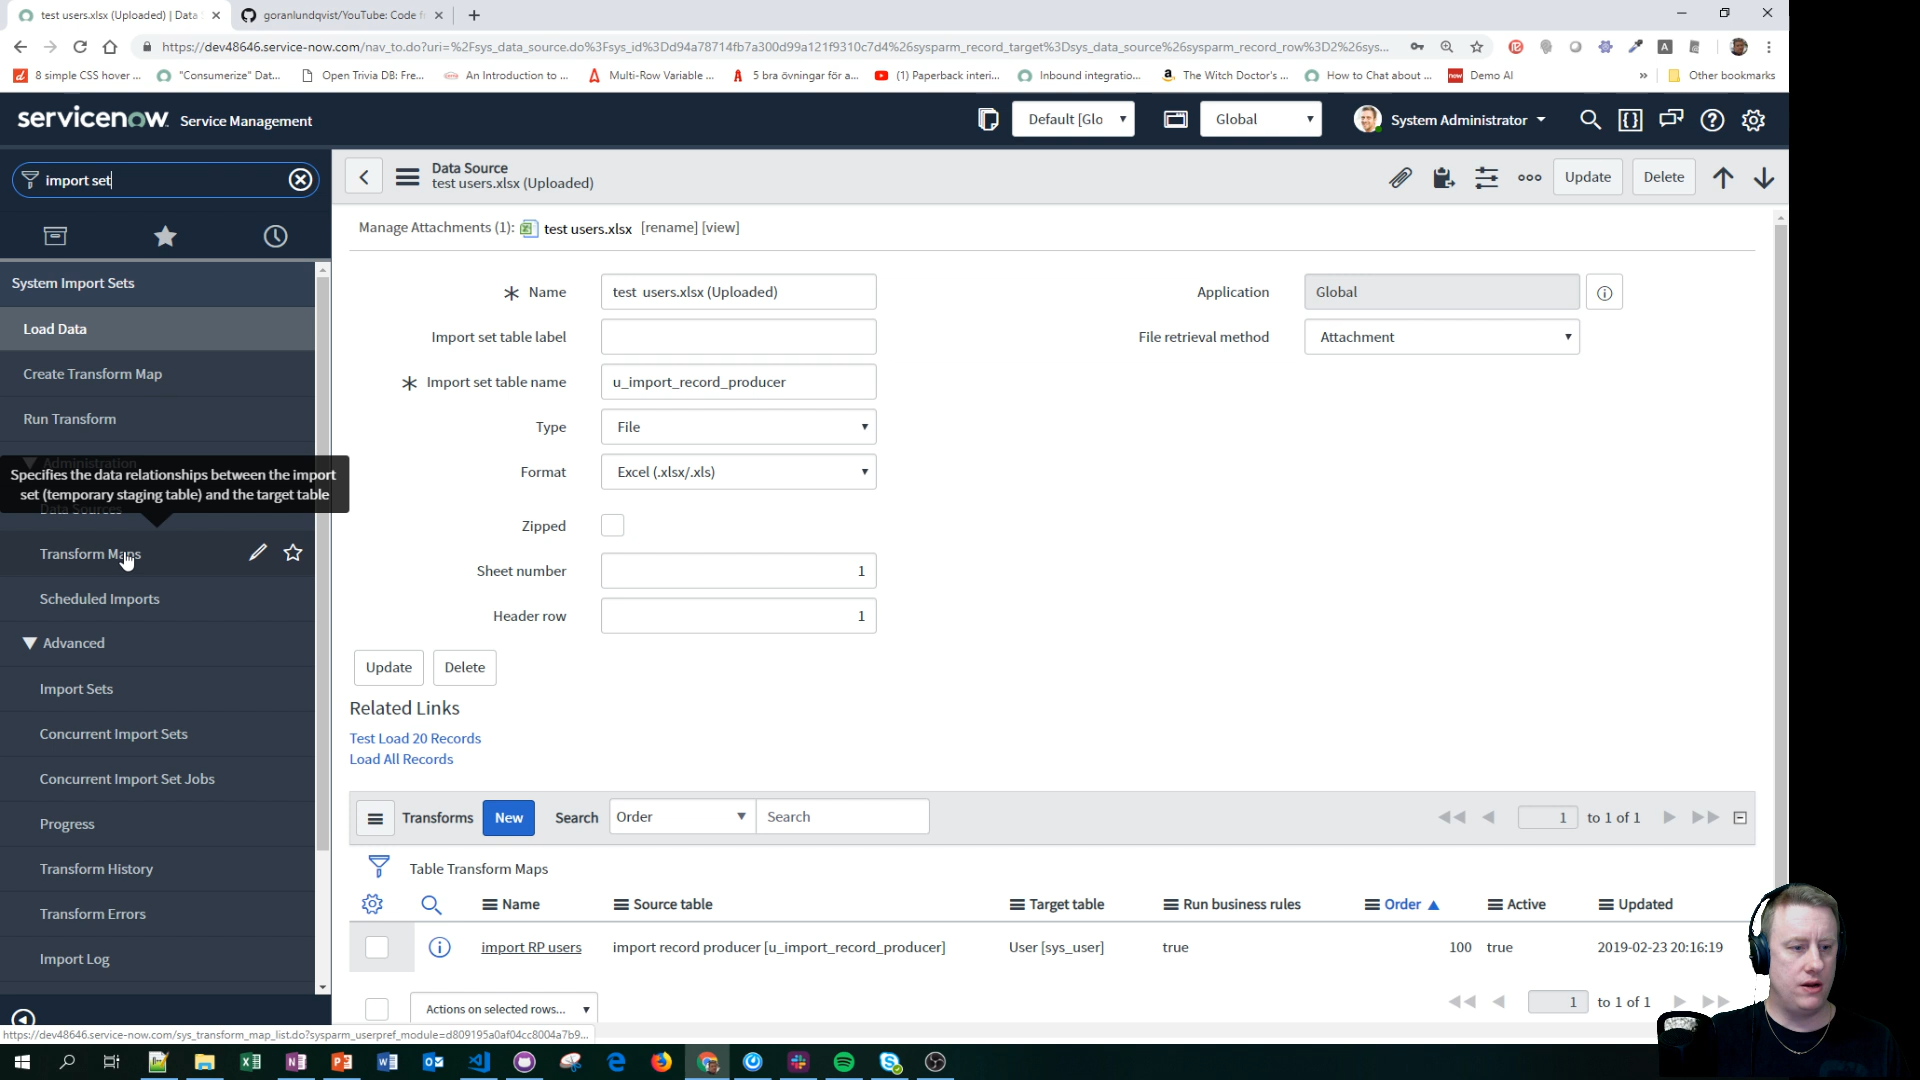 test users.xlsx (Uploaded) | Data
goranlundqvist/YouTube: Code f
https://dev48646.service-now.com/nav_to.do?uri=%2Fsys_data_source.do%3Fsys_id%3Dd94a78714fb7a300d99a121f9310c7d4%26sysparm_record_target%3Dsys_data_source%26sysparm_record_row%3D2%26sys...
8 simple CSS hover ...
"Consumerize" Dat...
Open Trivia DB: Fre...
An Introduction to ...
Multi-Row Variable ...
5 bra övningar för a...
(1) Paperback interi...
Inbound integratio...
The Witch Doctor's ...
How to Chat about ...
Demo AI
»
Other bookmarks
servicenow Service Management
Default [Glo
Global
System Administrator
import set
System Import Sets
Load Data
Create Transform Map
Run Transform
Administration
Specifies the data relationships between the import
set (temporary staging table) and the target table
Data Sources
Transform Maps
Scheduled Imports
Advanced
Import Sets
Concurrent Import Sets
Concurrent Import Set Jobs
Progress
Transform History
Transform Errors
Import Log
Data Source
test users.xlsx (Uploaded)
Update
Delete
Manage Attachments (1): test users.xlsx [rename] [view]
Name test users.xlsx (Uploaded)
Application Global
Import set table label
File retrieval method Attachment
Import set table name u_import_record_producer
Type File
Format Excel (.xlsx/.xls)
Zipped
Sheet number 1
Header row 1
Update Delete
Related Links
Test Load 20 Records
Load All Records
Transforms New Search Order Search 1 to 1 of 1
Table Transform Maps
Name Source table Target table Run business rules Order Active Updated
import RP users import record producer [u_import_record_producer] User [sys_user] true 100 true 2019-02-23 20:16:19
Actions on selected rows... 1 to 1 of 1
https://dev48646.service-now.com/sys_transform_map_list.do?sysparm_userpref_module=d809195a0af04cc8004a7b9...